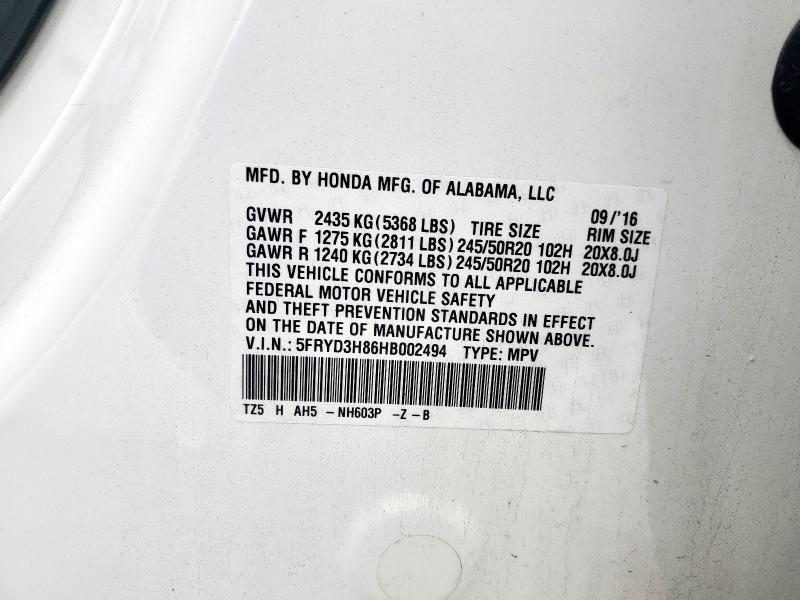 MFD. BY HONDA MFG. OF ALABAMA, LLC
09/'16
GVWR 2435 KG(5368 LBS) TIRE SIZE RIM SIZE
GAWR F 1275 KG(2811 LBS) 245/50R20 102H 20X8.0J
GAWR R 1240 KG(2734 LBS) 245/50R20 102H 20X8.0J
THIS VEHICLE CONFORMS TO ALL APPLICABLE
FEDERAL MOTOR VEHICLE SAFETY
AND THEFT PREVENTION STANDARDS IN EFFECT
ON THE DATE OF MANUFACTURE SHOWN ABOVE.
V.I.N.: 5FRYD3H86HB002494 TYPE: MPV
TZ5 H AH5 -NH603P -Z-B